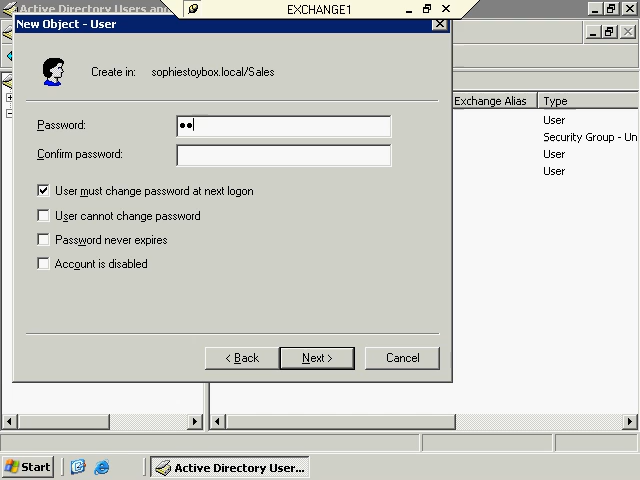 Active Directory Users an
EXCHANGE1
New Object - User
Create in: sophiestoybox.local/Sales
Password: ●●
Confirm password:
User must change password at next logon
User cannot change password
Password never expires
Account is disabled
< Back Next > Cancel
Exchange Alias Type
User
Security Group - Un
User
User
Start Active Directory User...